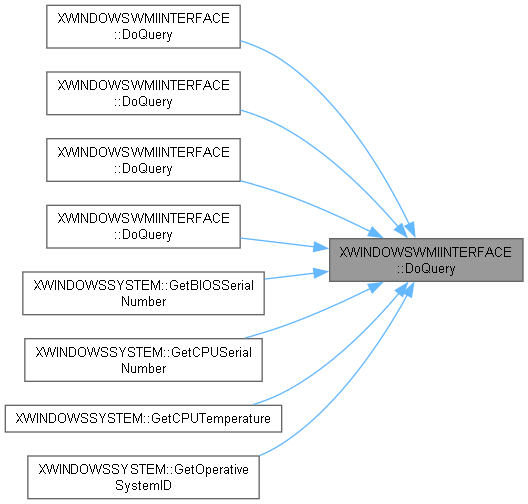 XWINDOWSWMIINTERFACE
::DoQuery
XWINDOWSWMIINTERFACE
::DoQuery
XWINDOWSWMIINTERFACE
::DoQuery
XWINDOWSWMIINTERFACE
::DoQuery
XWINDOWSWMIINTERFACE
::DoQuery
XWINDOWSSYSTEM::GetBIOSSerial
Number
XWINDOWSSYSTEM::GetCPUSerial
Number
XWINDOWSSYSTEM::GetCPUTemperature
XWINDOWSSYSTEM::GetOperative
SystemID